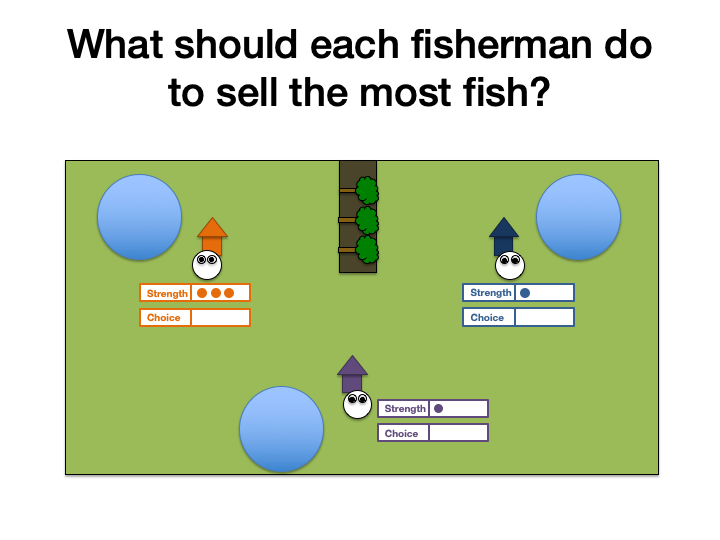 What should each fisherman do
to sell the most fish?
Strength
Choice
Strength
Choice
Strength
Choice